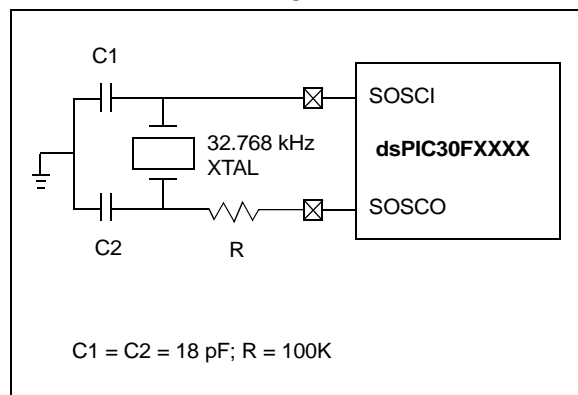 C1
SOSCI
32.768 kHz
XTAL
dsPIC30FXXXX
SOSCO
C2
R
C1 = C2 = 18 pF; R = 100K